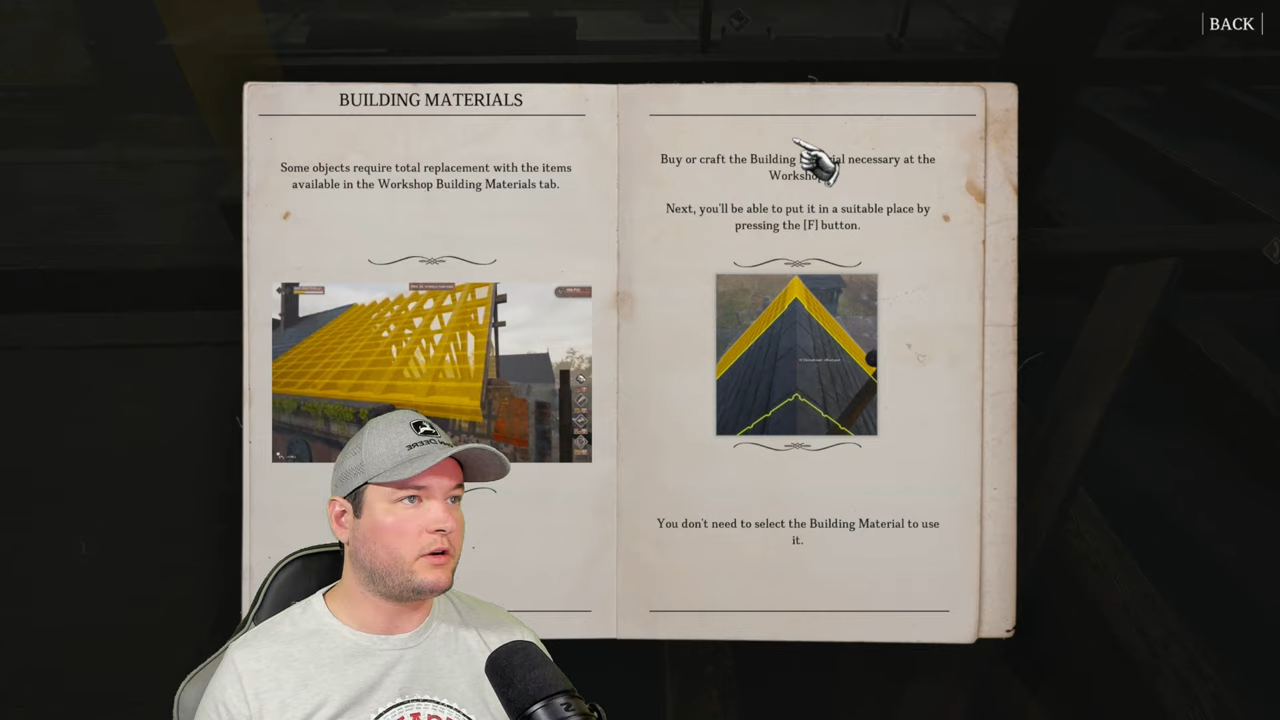 BACK
BUILDING MATERIALS
Some objects require total replacement with the items
available in the Workshop Building Materials tab.
Buy or craft the Building necessary at the
Next, you'll be able to put it in a suitable place by
pressing the [F] button.
You don't need to select the Building Material to use
it.